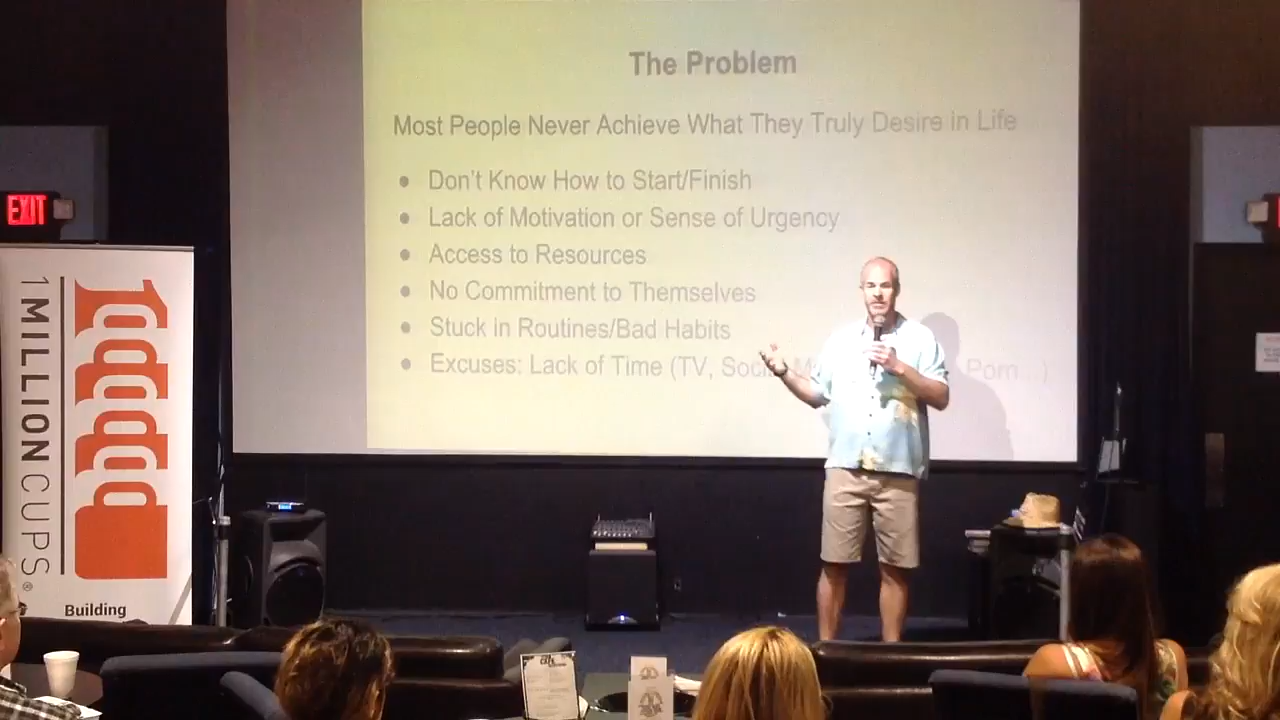 The Problem
Most People Never Achieve What They Truly Desire in Life
● Don't Know How to Start/Finish
● Lack of Motivation or Sense of Urgency
● Access to Resources
● No Commitment to Themselves
● Stuck in Routines/Bad Habits
● Excuses: Lack of Time (TV, Porn...)
EXIT
1 MILLION CUPS®
Building